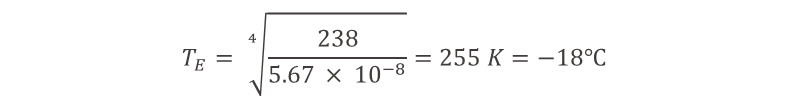 T_E = ⁴√(238 / 5.67 × 10⁻⁸) = 255 K = −18°C